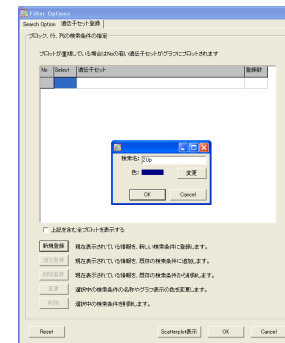 Filter Options
Search Option 遺伝子セット登録
ブロック、行、列の検索条件の指定
プロットが重複している場合はNoの若い遺伝子セットがグラフにプロットされます
No Select 遺伝子セット 登録数
検索名: 2Up
色: 変更
OK Cancel
上記を含む全プロットを表示する
新規登録 現在表示されている情報を、新しい検索条件に登録します。
追加登録 現在表示されている情報を、既存の検索条件に追加します。
削除登録 現在表示されている情報を、既存の検索条件から削除します。
変更 選択中の検索条件の名称やグラフ表示の色を変更します。
削除 選択中の検索条件を削除します。
Reset Scatterplot表示 OK Cancel